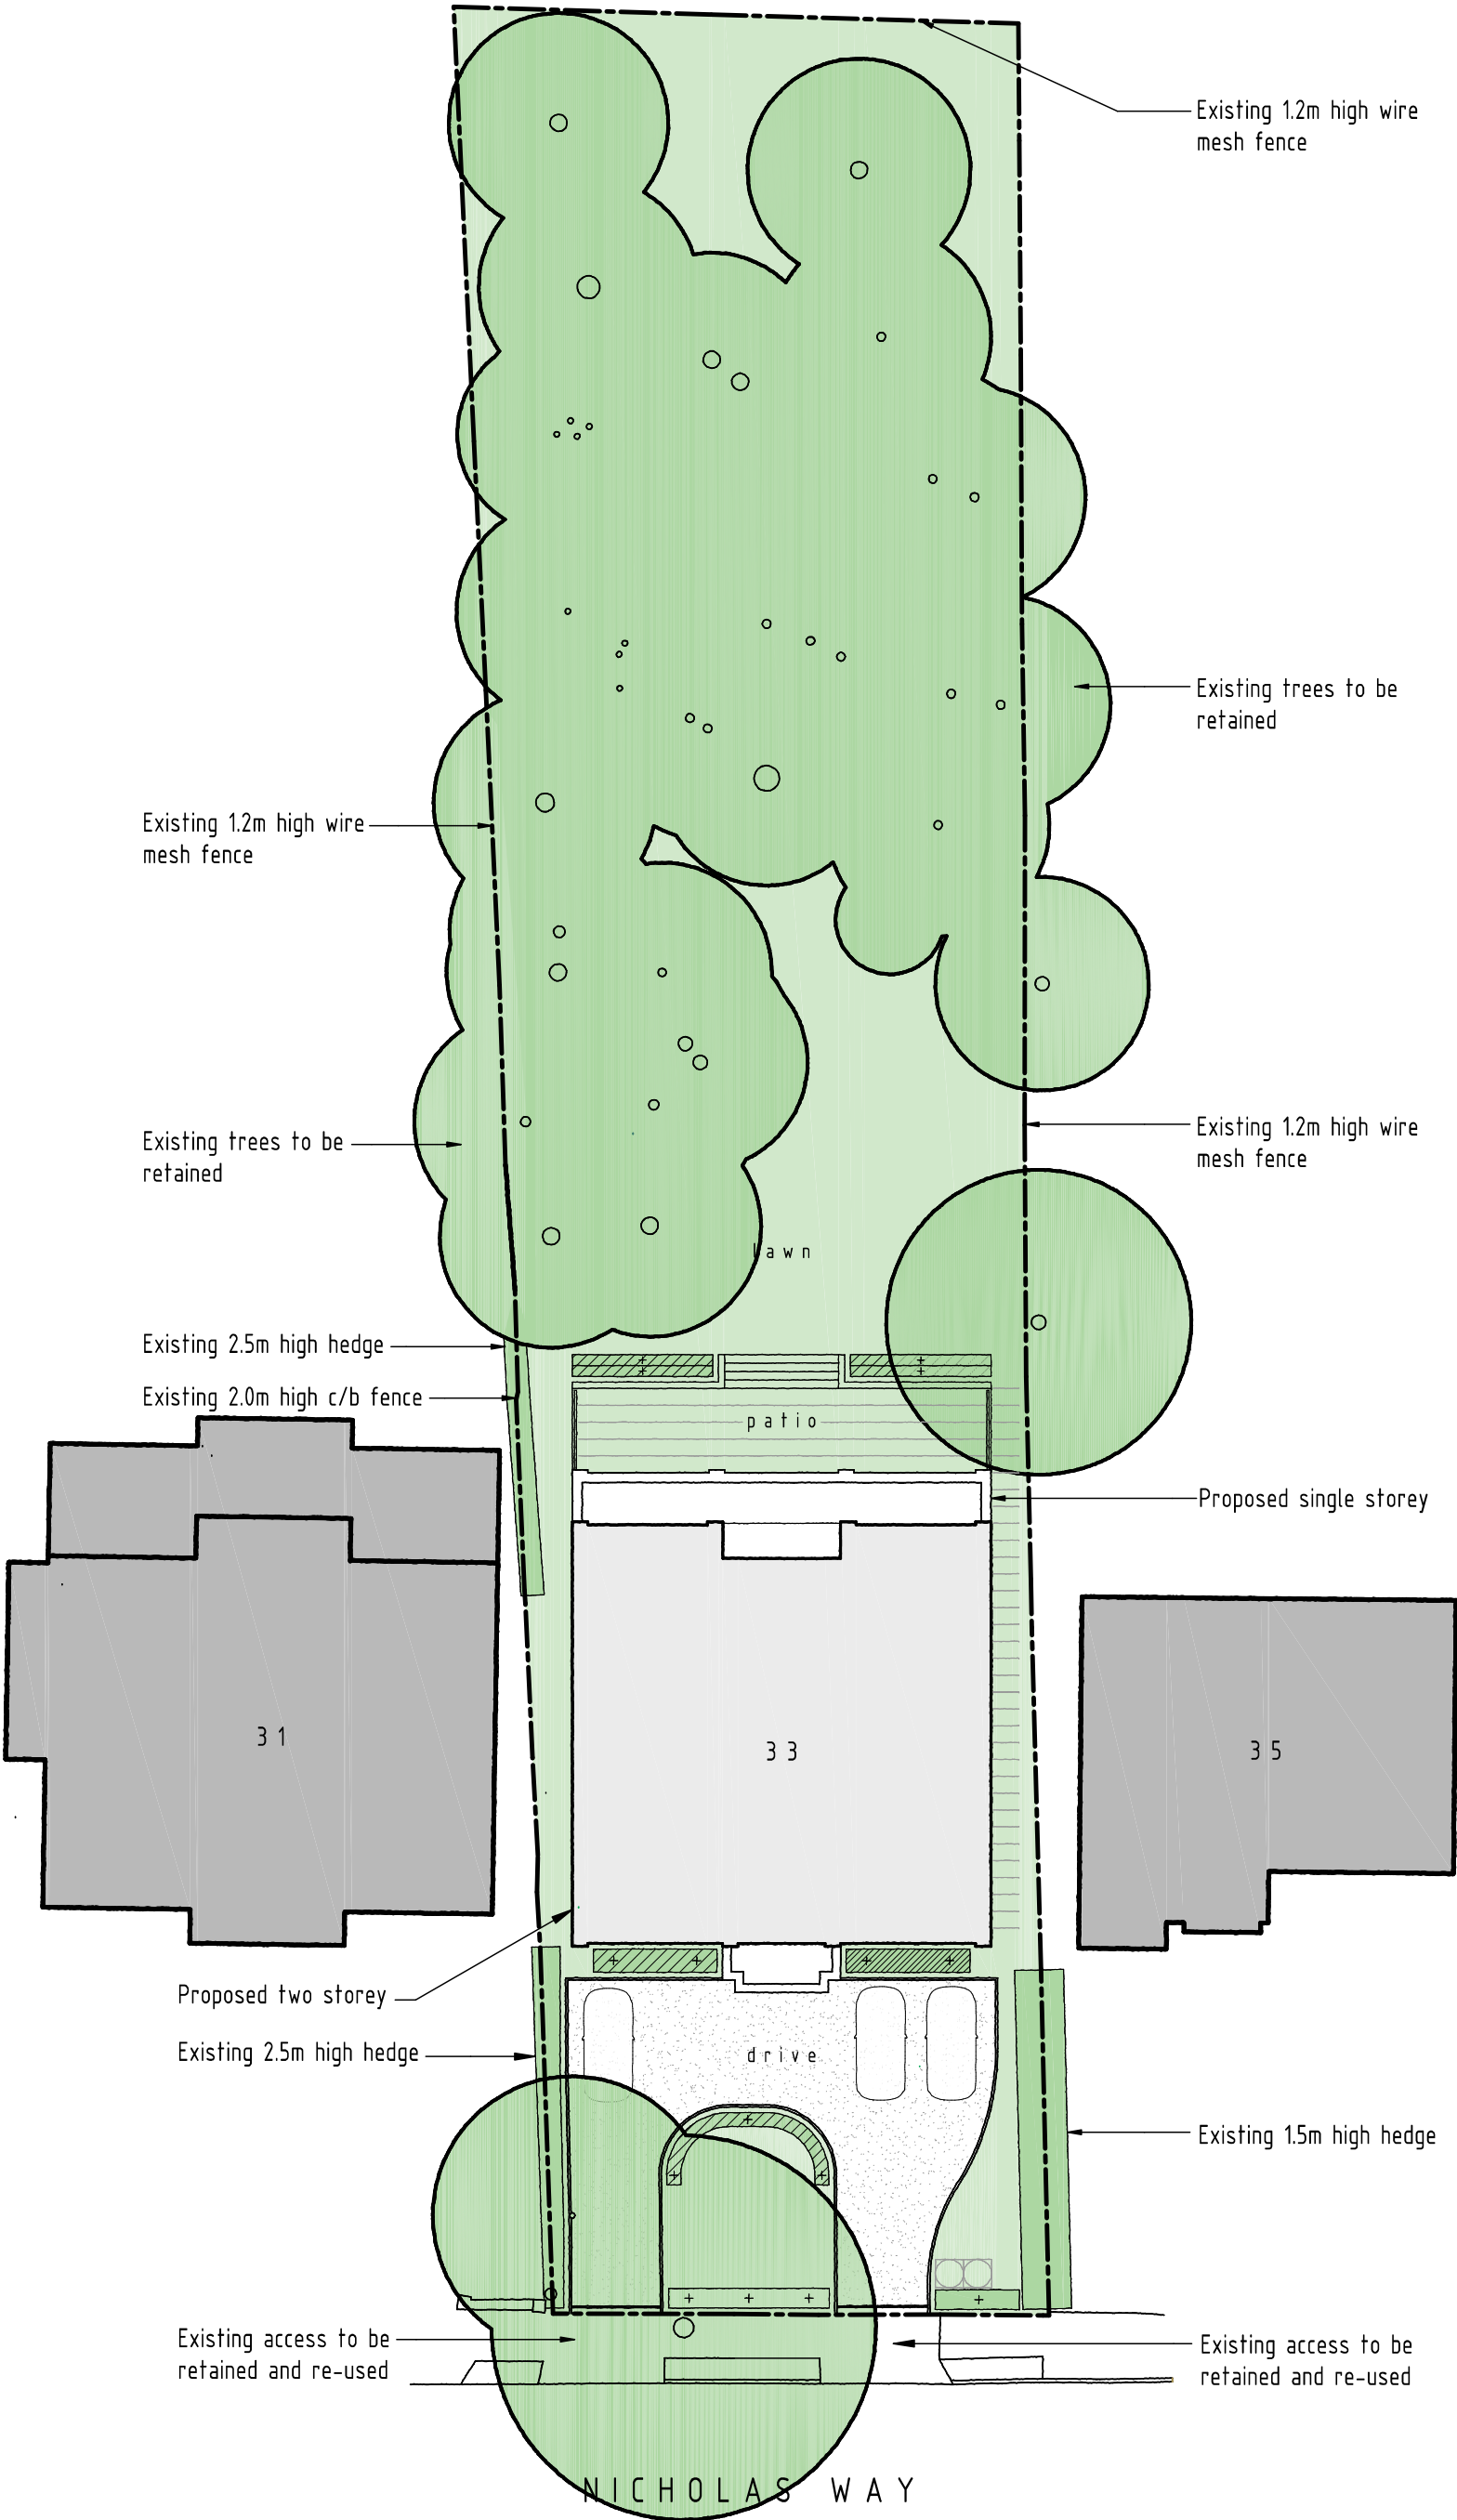 Existing 1.2m high wire
mesh fence
Existing trees to be
retained
Existing 1.2m high wire
mesh fence
Existing 1.2m high wire
mesh fence
Existing trees to be
retained
lawn
Existing 2.5m high hedge
Existing 2.0m high c/b fence
patio
Proposed single storey
31
33
35
Proposed two storey
Existing 2.5m high hedge
drive
Existing 1.5m high hedge
Existing access to be
retained and re-used
Existing access to be
retained and re-used
NICHOLAS WAY